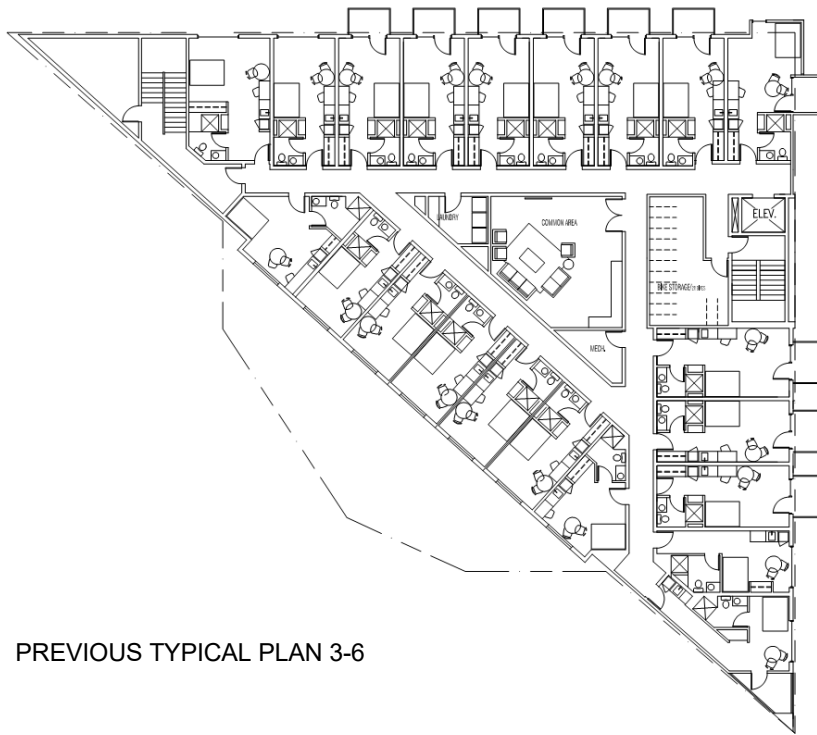 ELEV.
LAUNDRY
COMMON AREA
BIKE STORAGE
MECH.
PREVIOUS TYPICAL PLAN 3-6